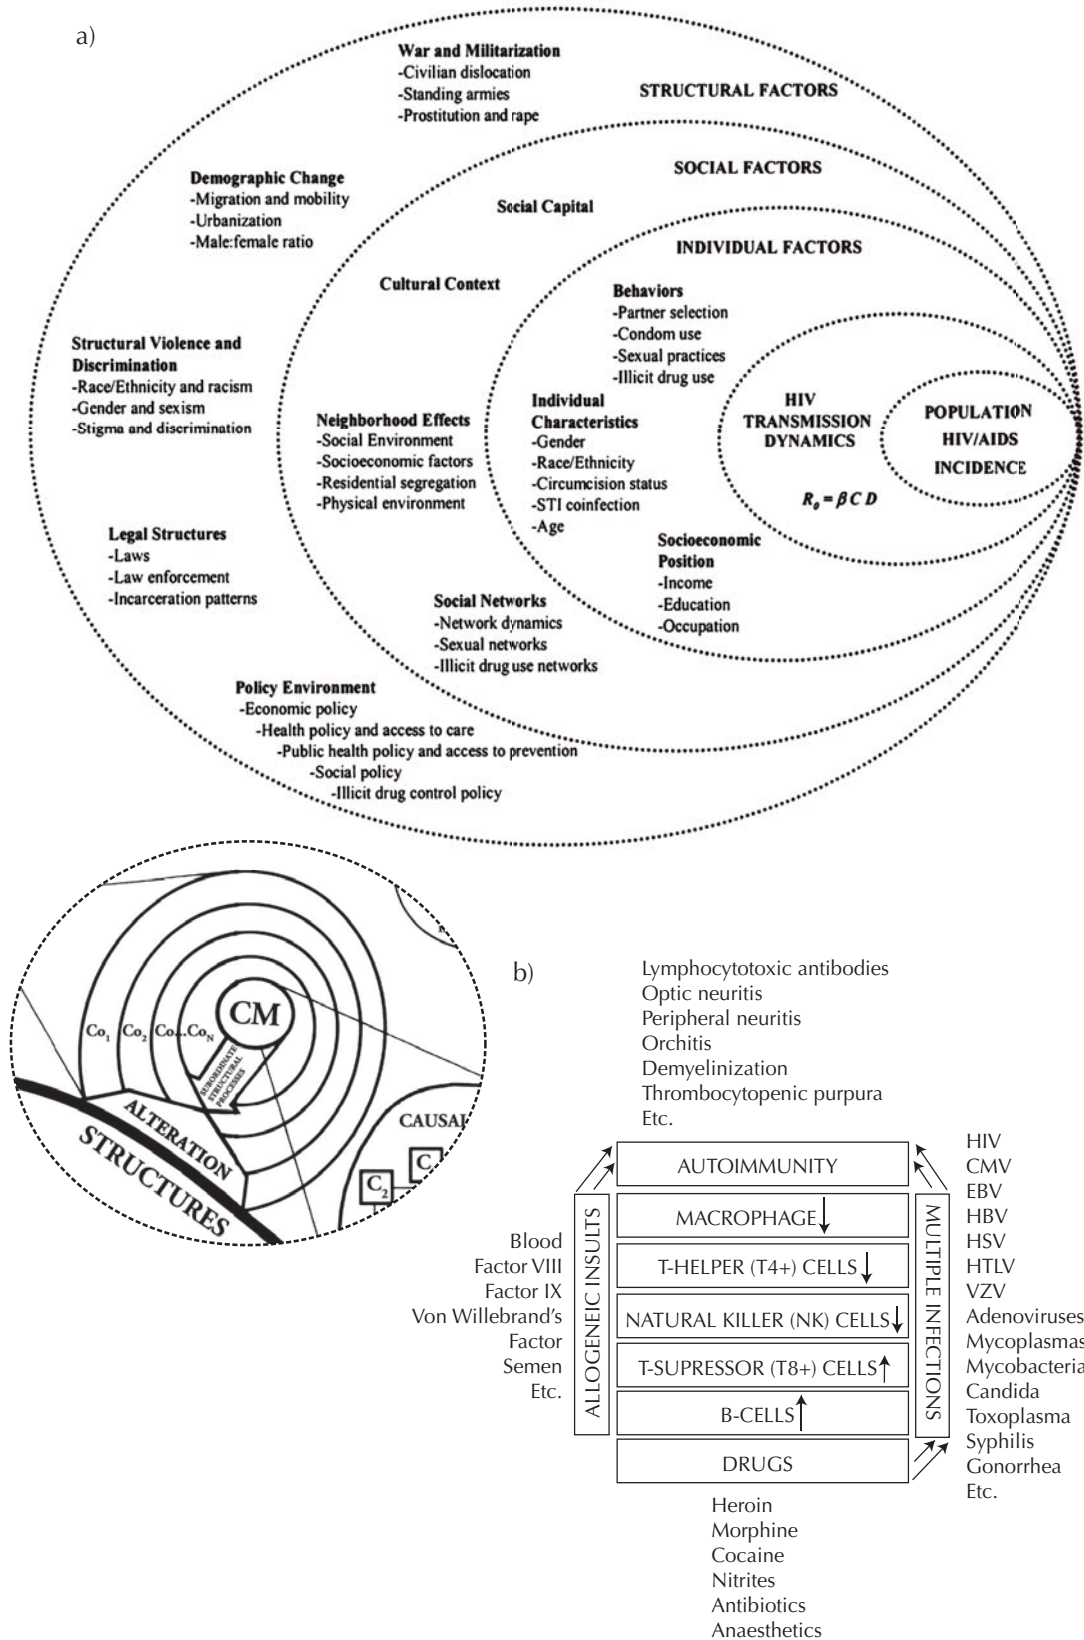 a)
War and Militarization
-Civilian dislocation
-Standing armies
-Prostitution and rape
STRUCTURAL FACTORS
SOCIAL FACTORS
INDIVIDUAL FACTORS
Demographic Change
-Migration and mobility
-Urbanization
-Male:female ratio
Social Capital
Cultural Context
Behaviors
-Partner selection
-Condom use
-Sexual practices
-Illicit drug use
Structural Violence and
Discrimination
-Race/Ethnicity and racism
-Gender and sexism
-Stigma and discrimination
Neighborhood Effects
-Social Environment
-Socioeconomic factors
-Residential segregation
-Physical environment
Individual
Characteristics
-Gender
-Race/Ethnicity
-Circumcision status
-STI coinfection
-Age
HIV
TRANSMISSION
DYNAMICS
R₀ = βC D
POPULATION
HIV/AIDS
INCIDENCE
Legal Structures
-Laws
-Law enforcement
-Incarceration patterns
Socioeconomic
Position
-Income
-Education
-Occupation
Social Networks
-Network dynamics
-Sexual networks
-Illicit drug use networks
Policy Environment
-Economic policy
-Health policy and access to care
-Public health policy and access to prevention
-Social policy
-Illicit drug control policy
CM
Co₁ Co₂ Co...Co_N
SUBORDINATE
STRUCTURAL
PROCESSES
ALTERATION
STRUCTURES
CAUSAL
C
C₂
b)
Lymphocytotoxic antibodies
Optic neuritis
Peripheral neuritis
Orchitis
Demyelinization
Thrombocytopenic purpura
Etc.
AUTOIMMUNITY
MACROPHAGE↓
T-HELPER (T4+) CELLS↓
NATURAL KILLER (NK) CELLS↓
T-SUPRESSOR (T8+) CELLS↑
B-CELLS↑
DRUGS
ALLOGENEIC INSULTS
MULTIPLE INFECTIONS
Blood
Factor VIII
Factor IX
Von Willebrand's
Factor
Semen
Etc.
HIV
CMV
EBV
HBV
HSV
HTLV
VZV
Adenoviruses
Mycoplasmas
Mycobacteria
Candida
Toxoplasma
Syphilis
Gonorrhea
Etc.
Heroin
Morphine
Cocaine
Nitrites
Antibiotics
Anaesthetics